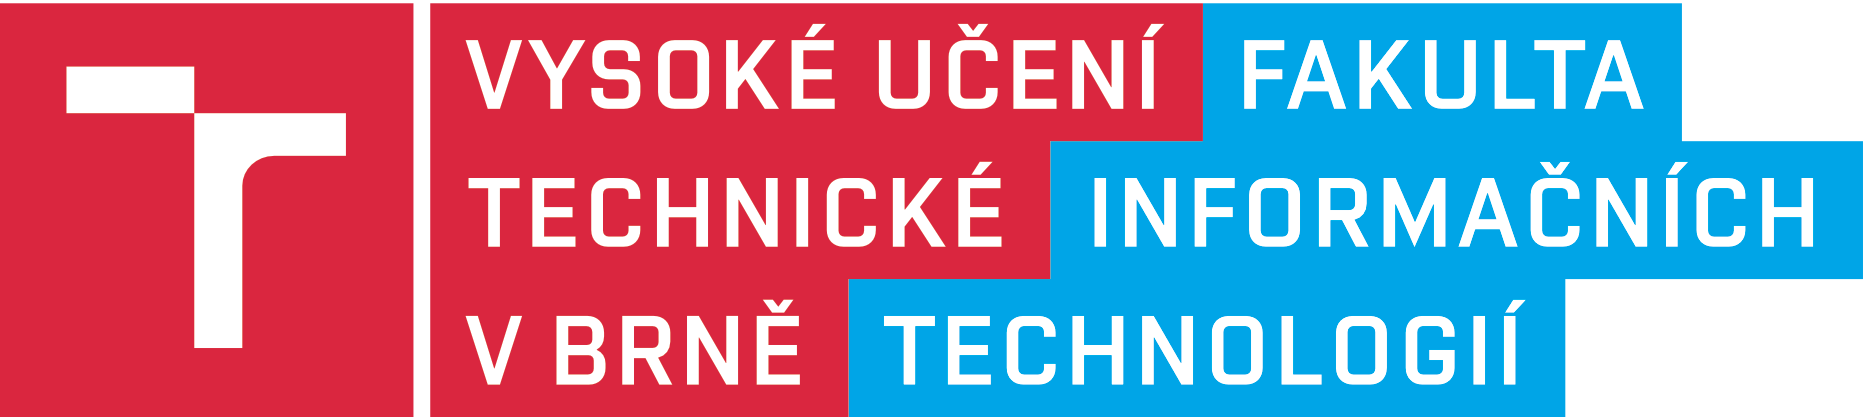 VYSOKÉ UČENÍ FAKULTA
TECHNICKÉ INFORMAČNÍCH
V BRNĚ TECHNOLOGIÍ